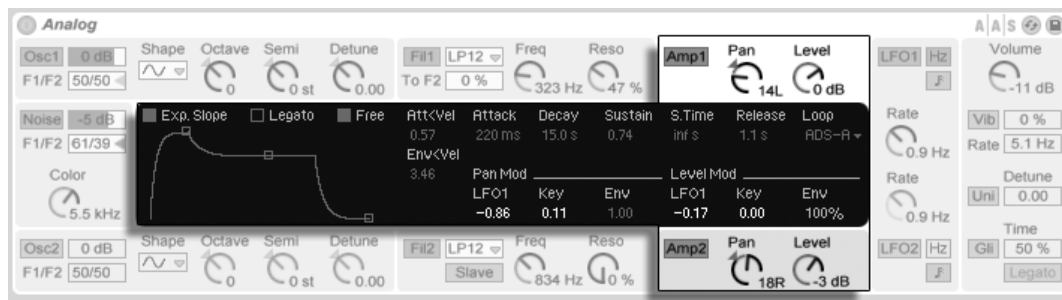 Analog A|A|S
Osc1 0 dB Shape Octave Semi Detune Fil1 LP12 Freq Reso Amp1 Pan Level LFO1 Hz Volume
F1/F2 50/50 0 0 st 0.00 To F2 0 % 323 Hz 47 % 14L 0 dB -11 dB
Noise -5 dB Exp. Slope Legato Free Att<Vel Attack Decay Sustain S.Time Release Loop Rate Vib 0 %
F1/F2 61/39 0.57 220 ms 15.0 s 0.74 inf s 1.1 s ADS-A 0.9 Hz Rate 5.1 Hz
Env<Vel
Color 3.46 Pan Mod Level Mod Rate Detune
5.5 kHz LFO1 Key Env LFO1 Key Env 0.9 Hz Uni 0.00
-0.86 0.11 1.00 -0.17 0.00 100% Time
Osc2 0 dB Shape Octave Semi Detune Fil2 LP12 Freq Reso Amp2 Pan Level LFO2 Hz Gli 50 %
F1/F2 50/50 0 0 st 0.00 Slave 834 Hz 0 % 18R -3 dB Legato